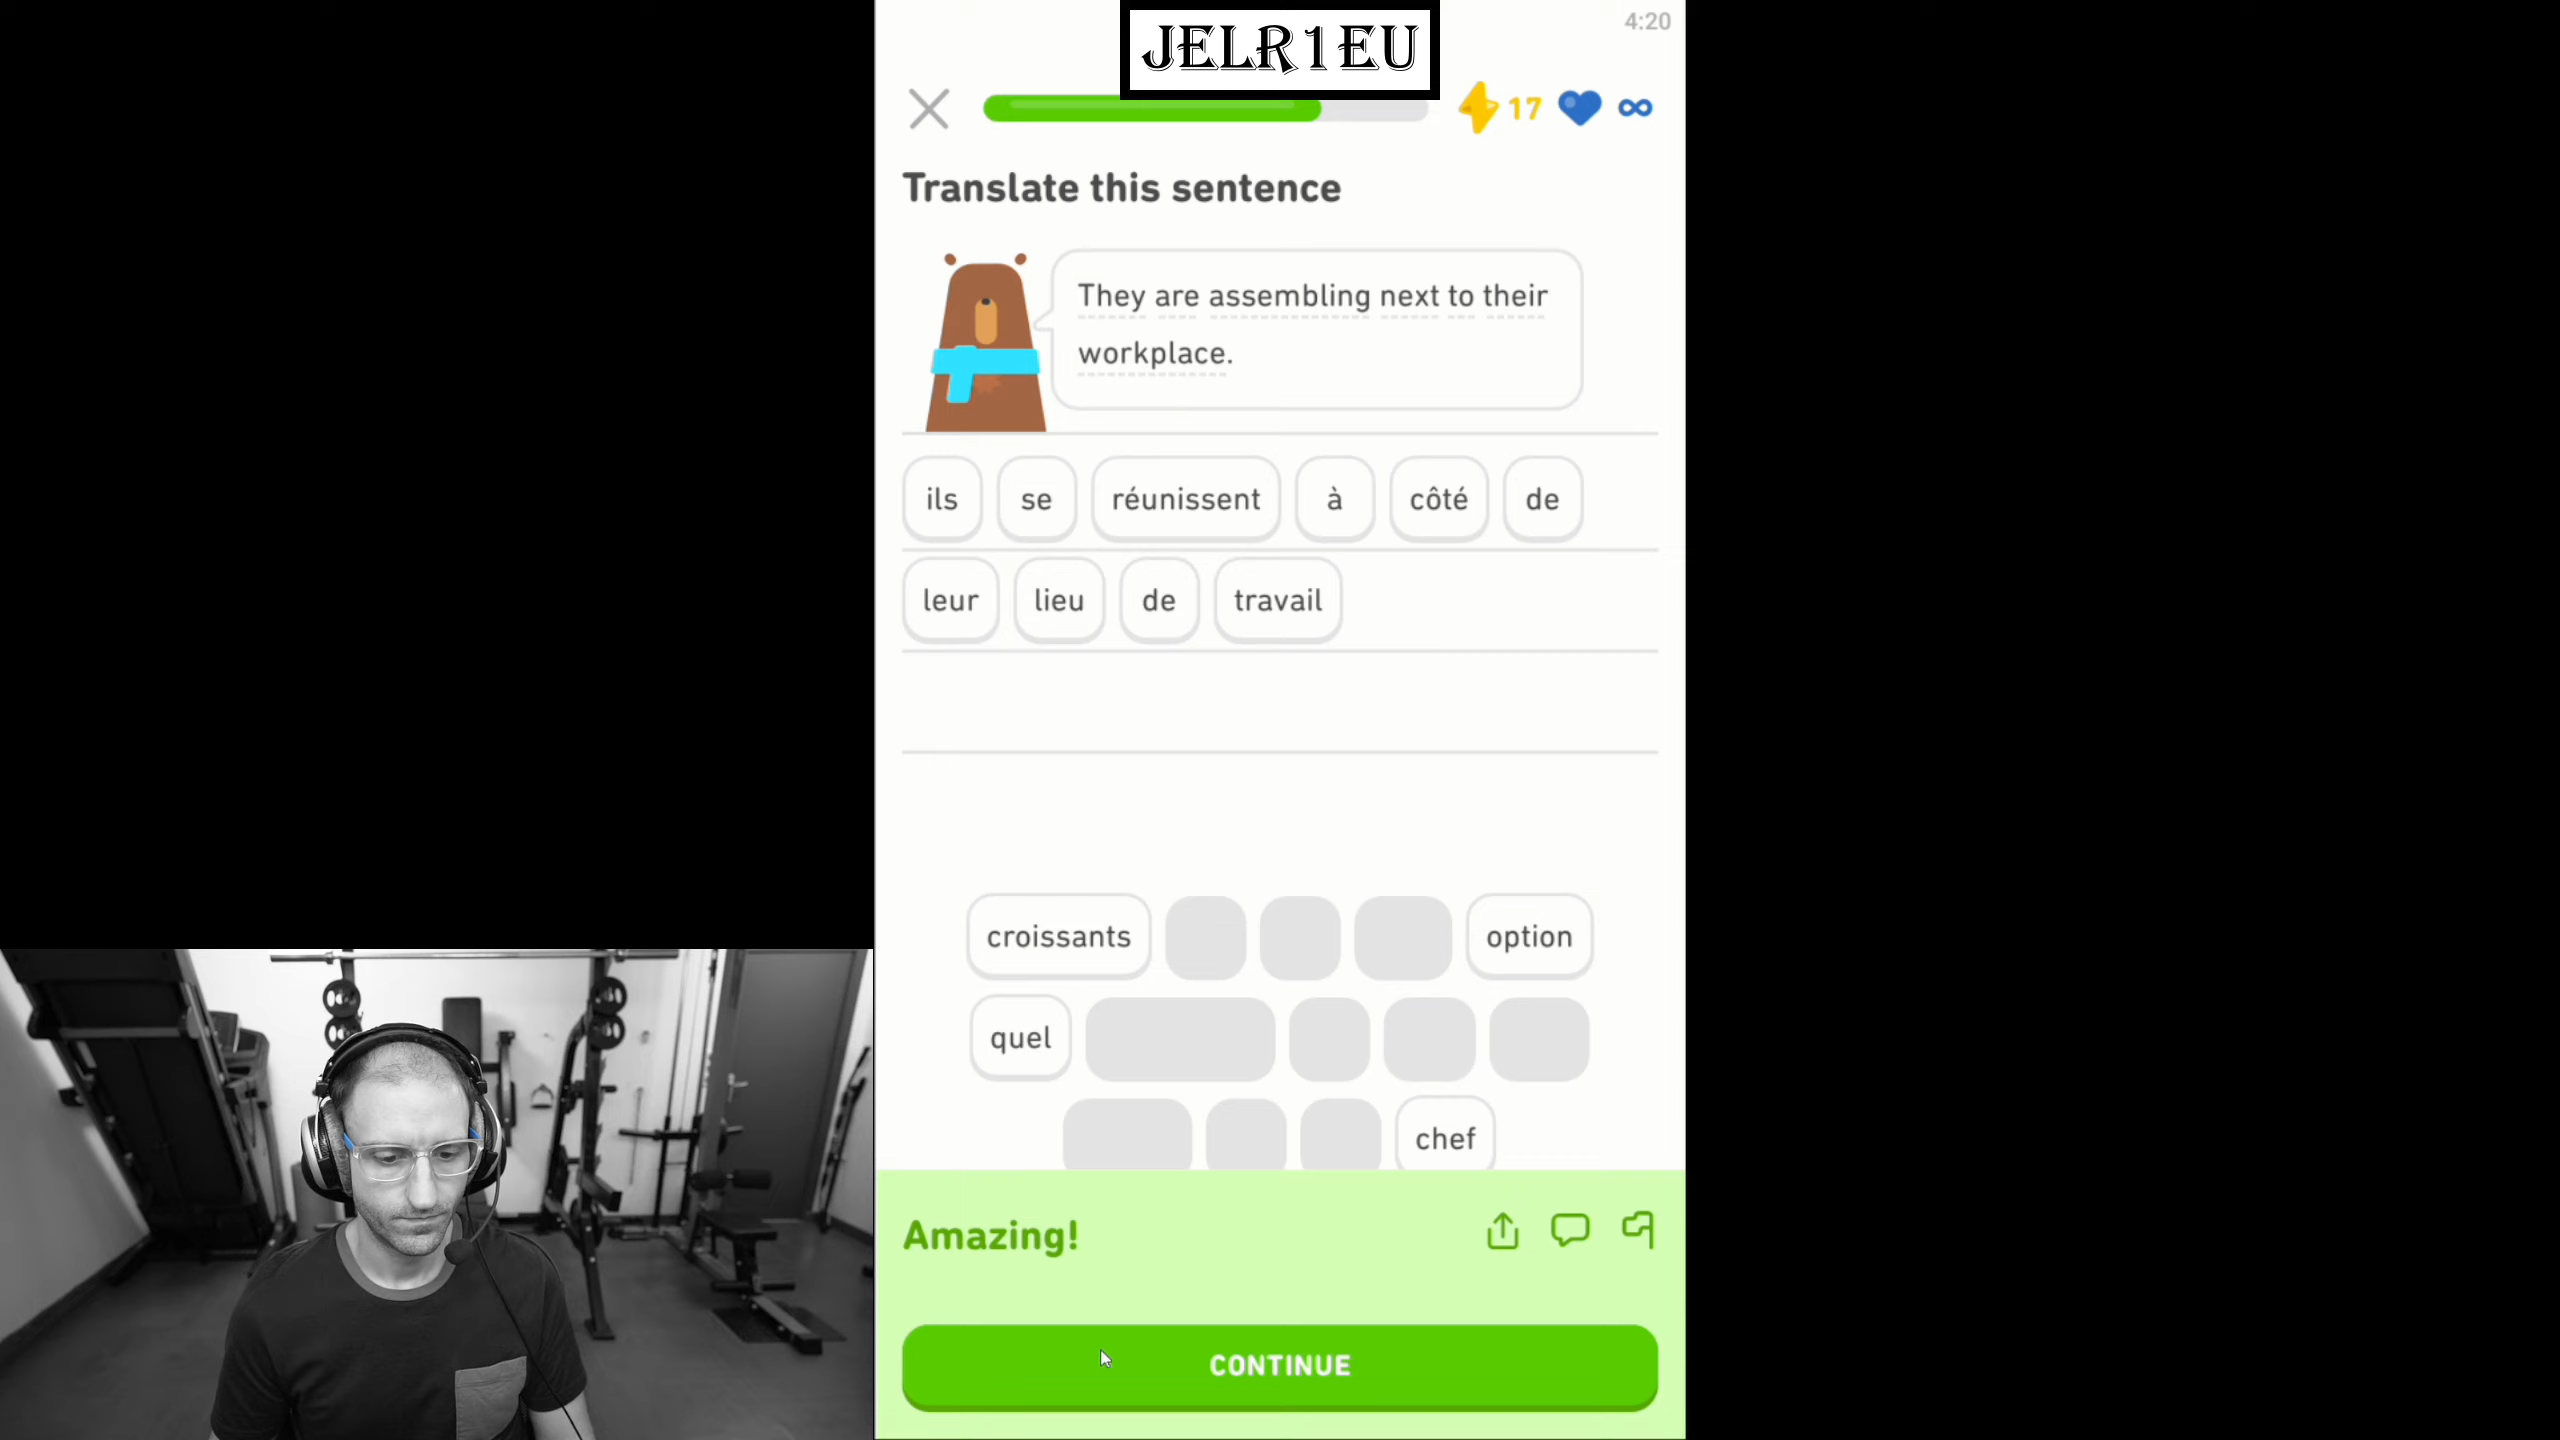 JELR1EU
4:20
17
Translate this sentence
They are assembling next to their
workplace.
ils se réunissent à côté de
leur lieu de travail
croissants option
quel
chef
Amazing!
CONTINUE